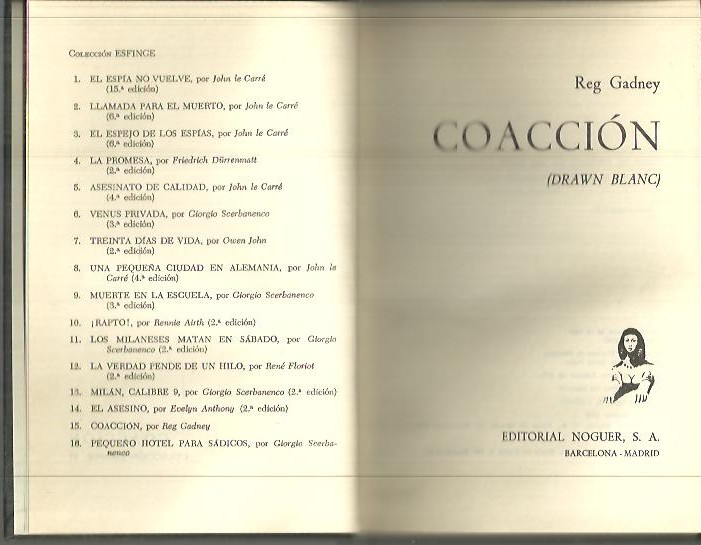 COLECCIÓN ESFINGE
1. EL ESPÍA NO VUELVE, por John le Carré
(15.ª edición)
2. LLAMADA PARA EL MUERTO, por John le Carré
(6.ª edición)
3. EL ESPEJO DE LOS ESPÍAS, por John le Carré
(6.ª edición)
4. LA PROMESA, por Friedrich Dürrenmatt
(2.ª edición)
5. ASESINATO DE CALIDAD, por John le Carré
(4.ª edición)
6. VENUS PRIVADA, por Giorgio Scerbanenco
(3.ª edición)
7. TREINTA DÍAS DE VIDA, por Owen John
(2.ª edición)
8. UNA PEQUEÑA CIUDAD EN ALEMANIA, por John le
Carré (4.ª edición)
9. MUERTE EN LA ESCUELA, por Giorgio Scerbanenco
(3.ª edición)
10. ¡RAPTO!, por Rennie Airth (2.ª edición)
11. LOS MILANESES MATAN EN SÁBADO, por Giorgio
Scerbanenco (2.ª edición)
12. LA VERDAD PENDE DE UN HILO, por René Floriot
(2.ª edición)
13. MILÁN, CALIBRE 9, por Giorgio Scerbanenco (2.ª edición)
14. EL ASESINO, por Evelyn Anthony (2.ª edición)
15. COACCIÓN, por Reg Gadney
16. PEQUEÑO HOTEL PARA SÁDICOS, por Giorgio Scerba-
nenco
Reg Gadney
COACCIÓN
(DRAWN BLANC)
EDITORIAL NOGUER, S. A.
BARCELONA - MADRID